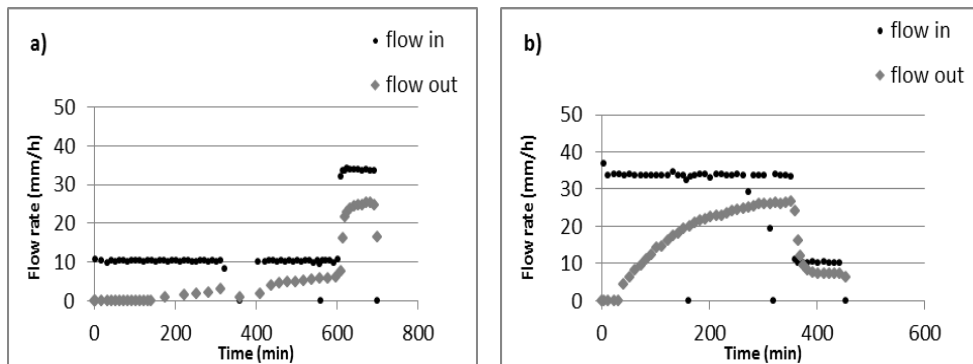 a)
flow in
flow out
50
40
30
20
10
0
Flow rate (mm/h)
0 200 400 600 800
Time (min)
b)
flow in
flow out
50
40
30
20
10
0
Flow rate (mm/h)
0 200 400 600
Time (min)